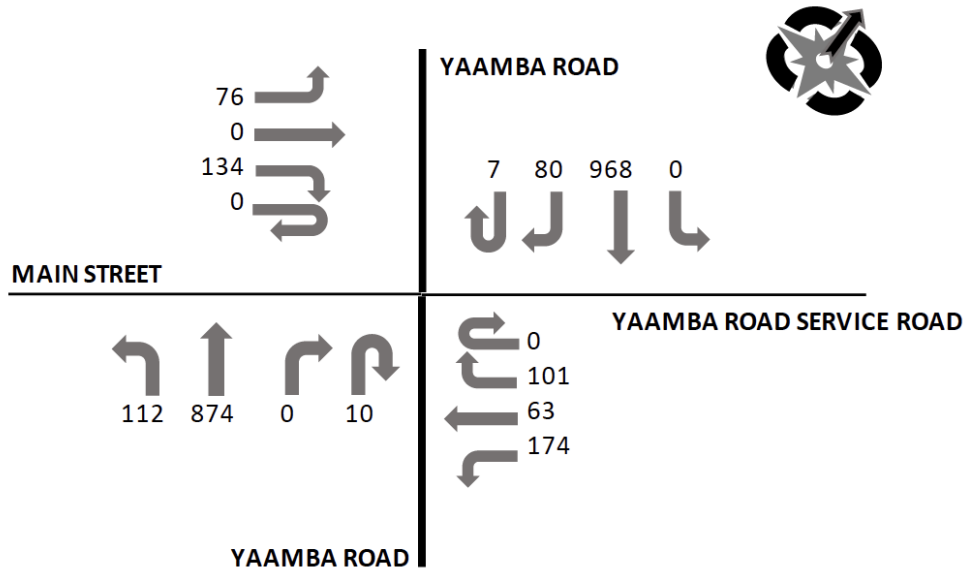 YAAMBA ROAD
76
0
134
0
7 80 968 0
MAIN STREET
YAAMBA ROAD SERVICE ROAD
0
101
63
174
112 874 0 10
YAAMBA ROAD